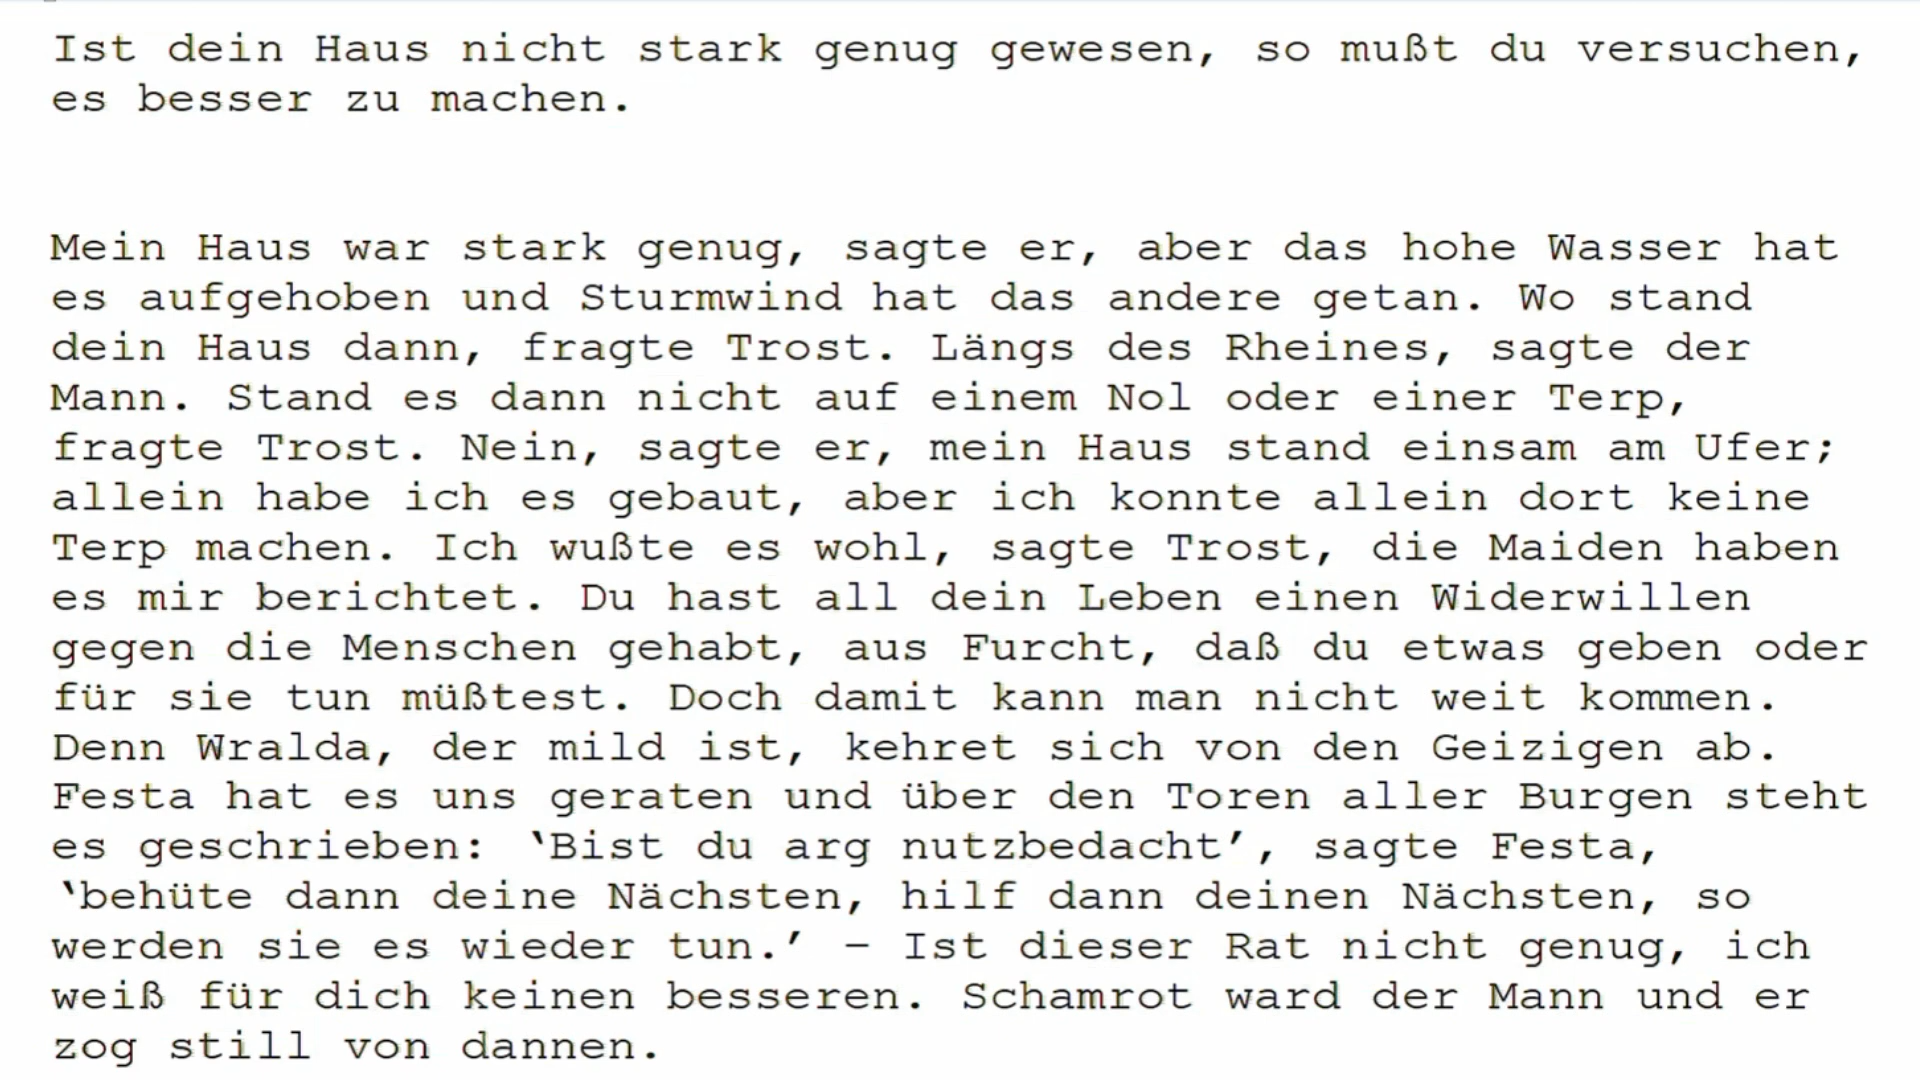 Ist dein Haus nicht stark genug gewesen, so mußt du versuchen,
es besser zu machen.
Mein Haus war stark genug, sagte er, aber das hohe Wasser hat
es aufgehoben und Sturmwind hat das andere getan. Wo stand
dein Haus dann, fragte Trost. Längs des Rheines, sagte der
Mann. Stand es dann nicht auf einem Nol oder einer Terp,
fragte Trost. Nein, sagte er, mein Haus stand einsam am Ufer;
allein habe ich es gebaut, aber ich konnte allein dort keine
Terp machen. Ich wußte es wohl, sagte Trost, die Maiden haben
es mir berichtet. Du hast all dein Leben einen Widerwillen
gegen die Menschen gehabt, aus Furcht, daß du etwas geben oder
für sie tun müßtest. Doch damit kann man nicht weit kommen.
Denn Wralda, der mild ist, kehret sich von den Geizigen ab.
Festa hat es uns geraten und über den Toren aller Burgen steht
es geschrieben: ‛Bist du arg nutzbedacht’, sagte Festa,
‛behüte dann deine Nächsten, hilf dann deinen Nächsten, so
werden sie es wieder tun.’ – Ist dieser Rat nicht genug, ich
weiß für dich keinen besseren. Schamrot ward der Mann und er
zog still von dannen.